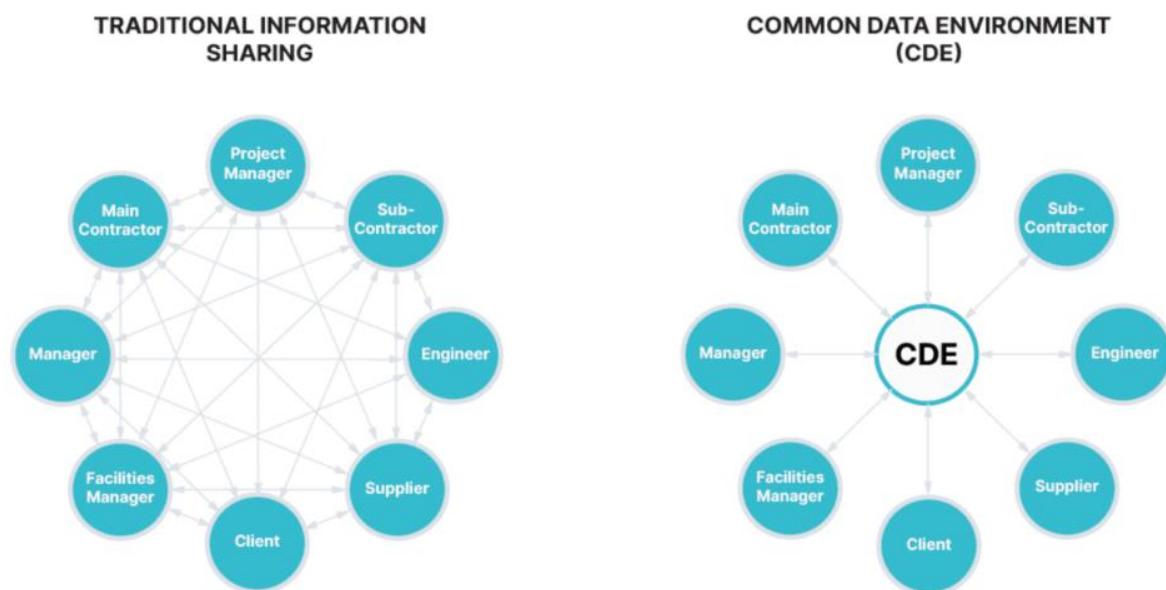 TRADITIONAL INFORMATION
SHARING
Project
Manager
Main
Contractor
Sub-
Contractor
Manager
Engineer
Facilities
Manager
Supplier
Client
COMMON DATA ENVIRONMENT
(CDE)
Project
Manager
Main
Contractor
Sub-
Contractor
Manager
CDE
Engineer
Facilities
Manager
Supplier
Client